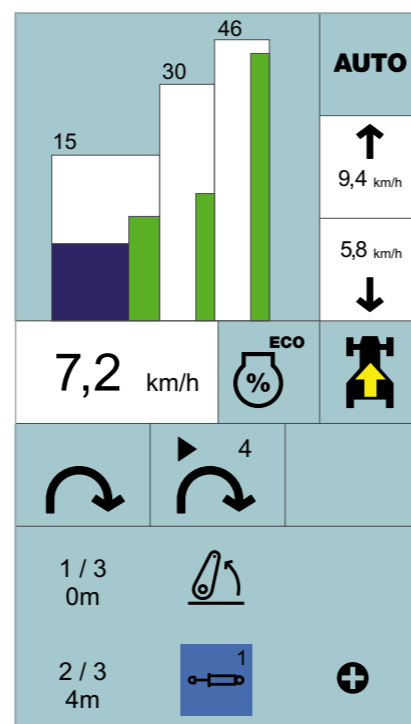 46
30
15
AUTO
9,4 km/h
5,8 km/h
7,2 km/h
ECO
%
4
1 / 3
0m
1
2 / 3
4m